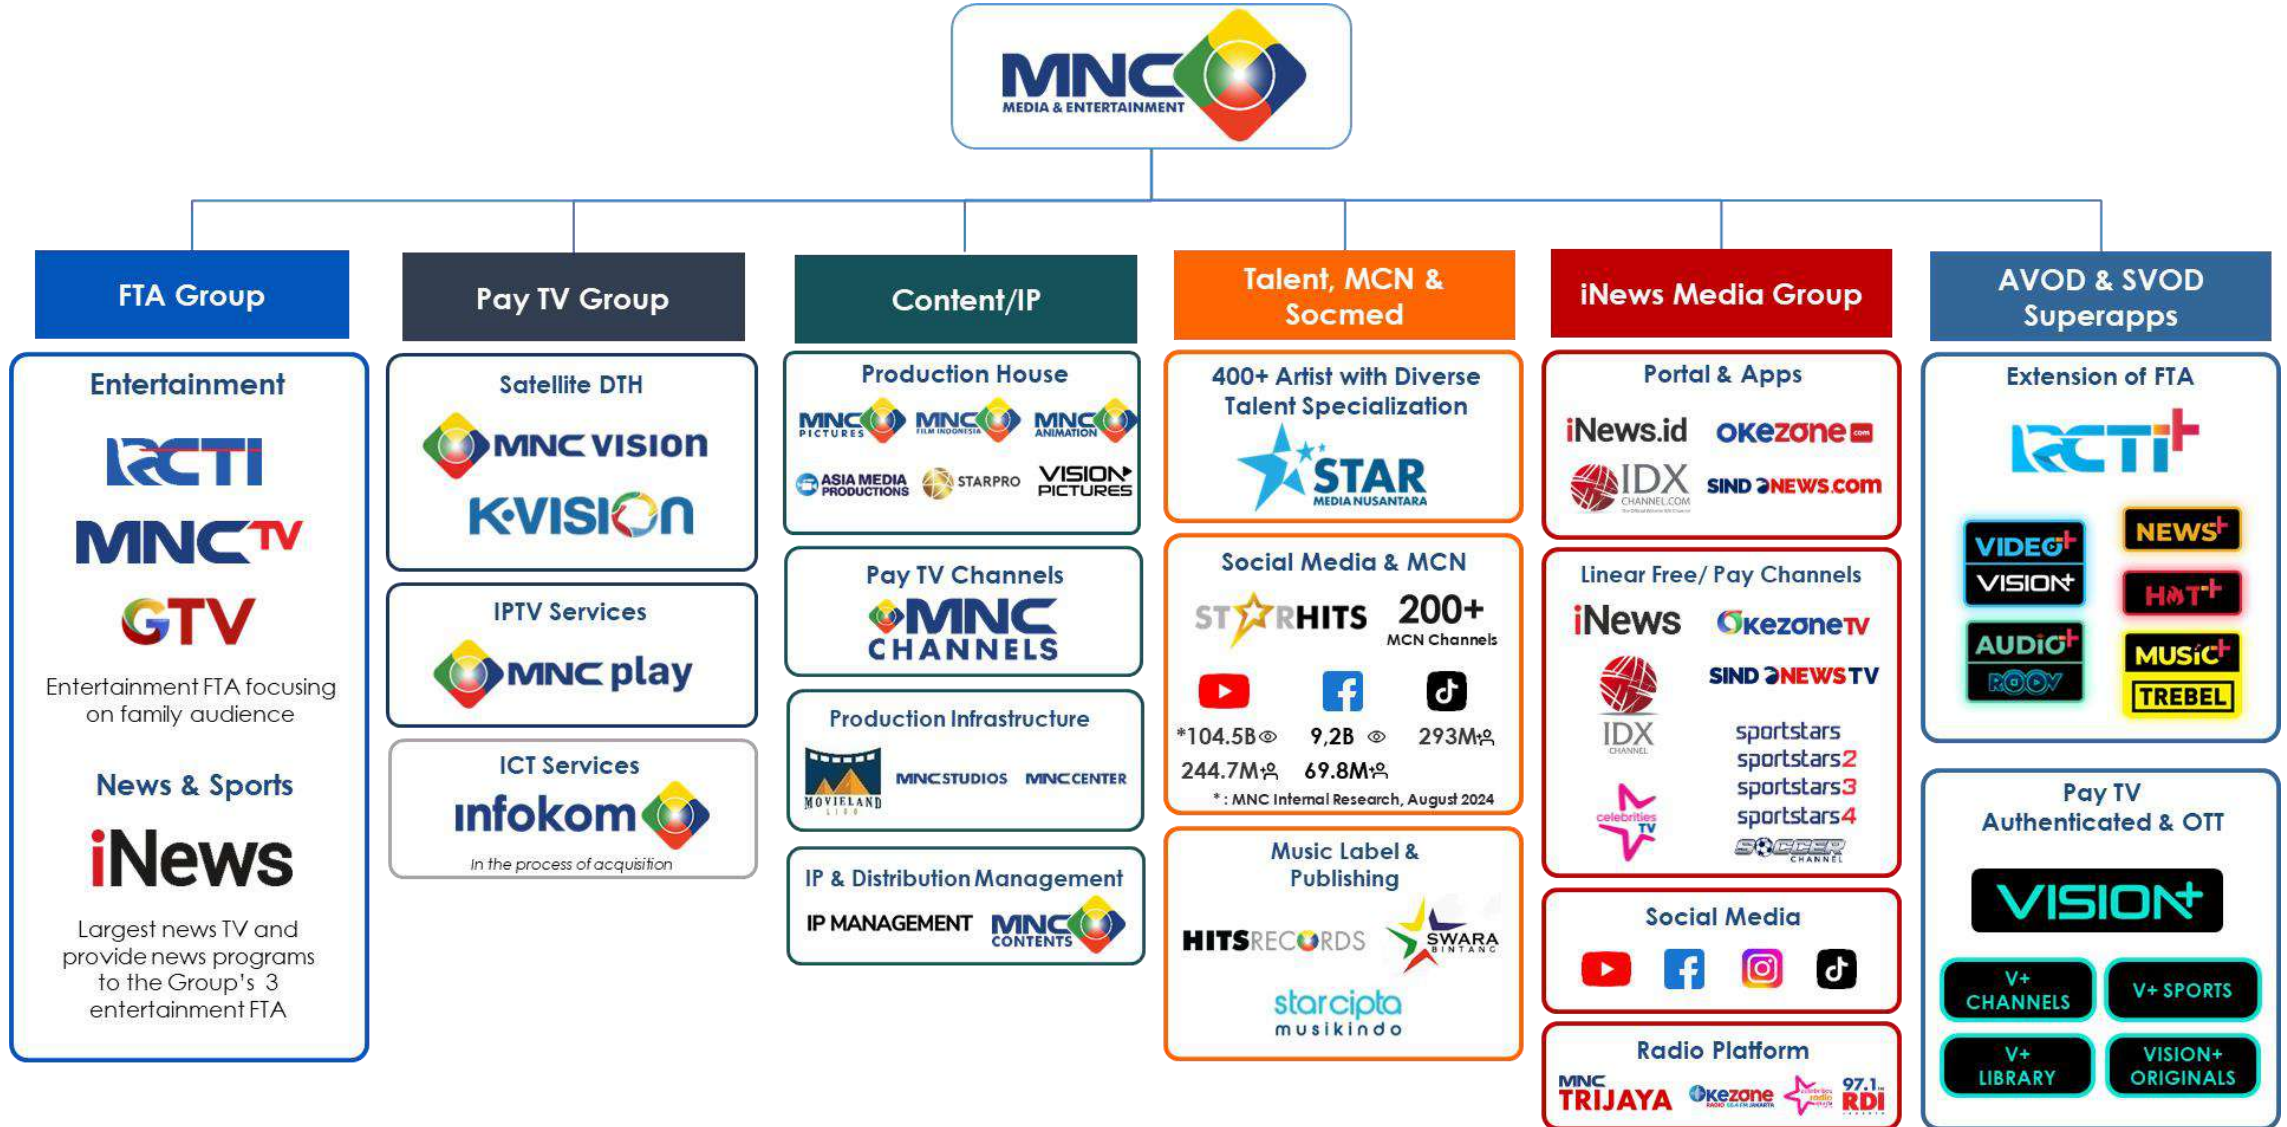 MNC
MEDIA & ENTERTAINMENT
FTA Group
Entertainment
RCTI
MNCTV
GTV
Entertainment FTA focusing
on family audience
News & Sports
iNews
Largest news TV and
provide news programs
to the Group's 3
entertainment FTA
Pay TV Group
Satellite DTH
MNC VISION
K-VISION
IPTV Services
MNC play
ICT Services
infokom
In the process of acquisition
Content/IP
Production House
MNC PICTURES
MNC FILM INDONESIA
MNC ANIMATION
ASIA MEDIA PRODUCTIONS
STARPRO
VISION+ PICTURES
Pay TV Channels
MNC
CHANNELS
Production Infrastructure
MOVIELAND
LIDO
MNC STUDIOS
MNC CENTER
IP & Distribution Management
IP MANAGEMENT
MNC CONTENTS
Talent, MCN &
Socmed
400+ Artist with Diverse
Talent Specialization
STAR
MEDIA NUSANTARA
Social Media & MCN
STARHITS
200+
MCN Channels
*104.5B 9,2B 293M
244.7M 69.8M
* : MNC Internal Research, August 2024
Music Label &
Publishing
HITSRECORDS
SWARA
BINTANG
starcipta
musikindo
iNews Media Group
Portal & Apps
iNews.id
OKEZONE.com
IDX
CHANNEL.COM
SINDONEWS.com
Linear Free/ Pay Channels
iNews
OKezoneTV
IDX
CHANNEL
SINDONEWS TV
celebrities
TV
sportstars
sportstars2
sportstars3
sportstars4
SOCCER
CHANNEL
Social Media
Radio Platform
MNC
TRIJAYA
OKezone
97.1
RDI
AVOD & SVOD
Superapps
Extension of FTA
RCTI+
VIDEO+
VISION+
NEWS+
HOT+
AUDIO+
ROOV
MUSIC+
TREBEL
Pay TV
Authenticated & OTT
VISION+
V+
CHANNELS
V+ SPORTS
V+
LIBRARY
VISION+
ORIGINALS